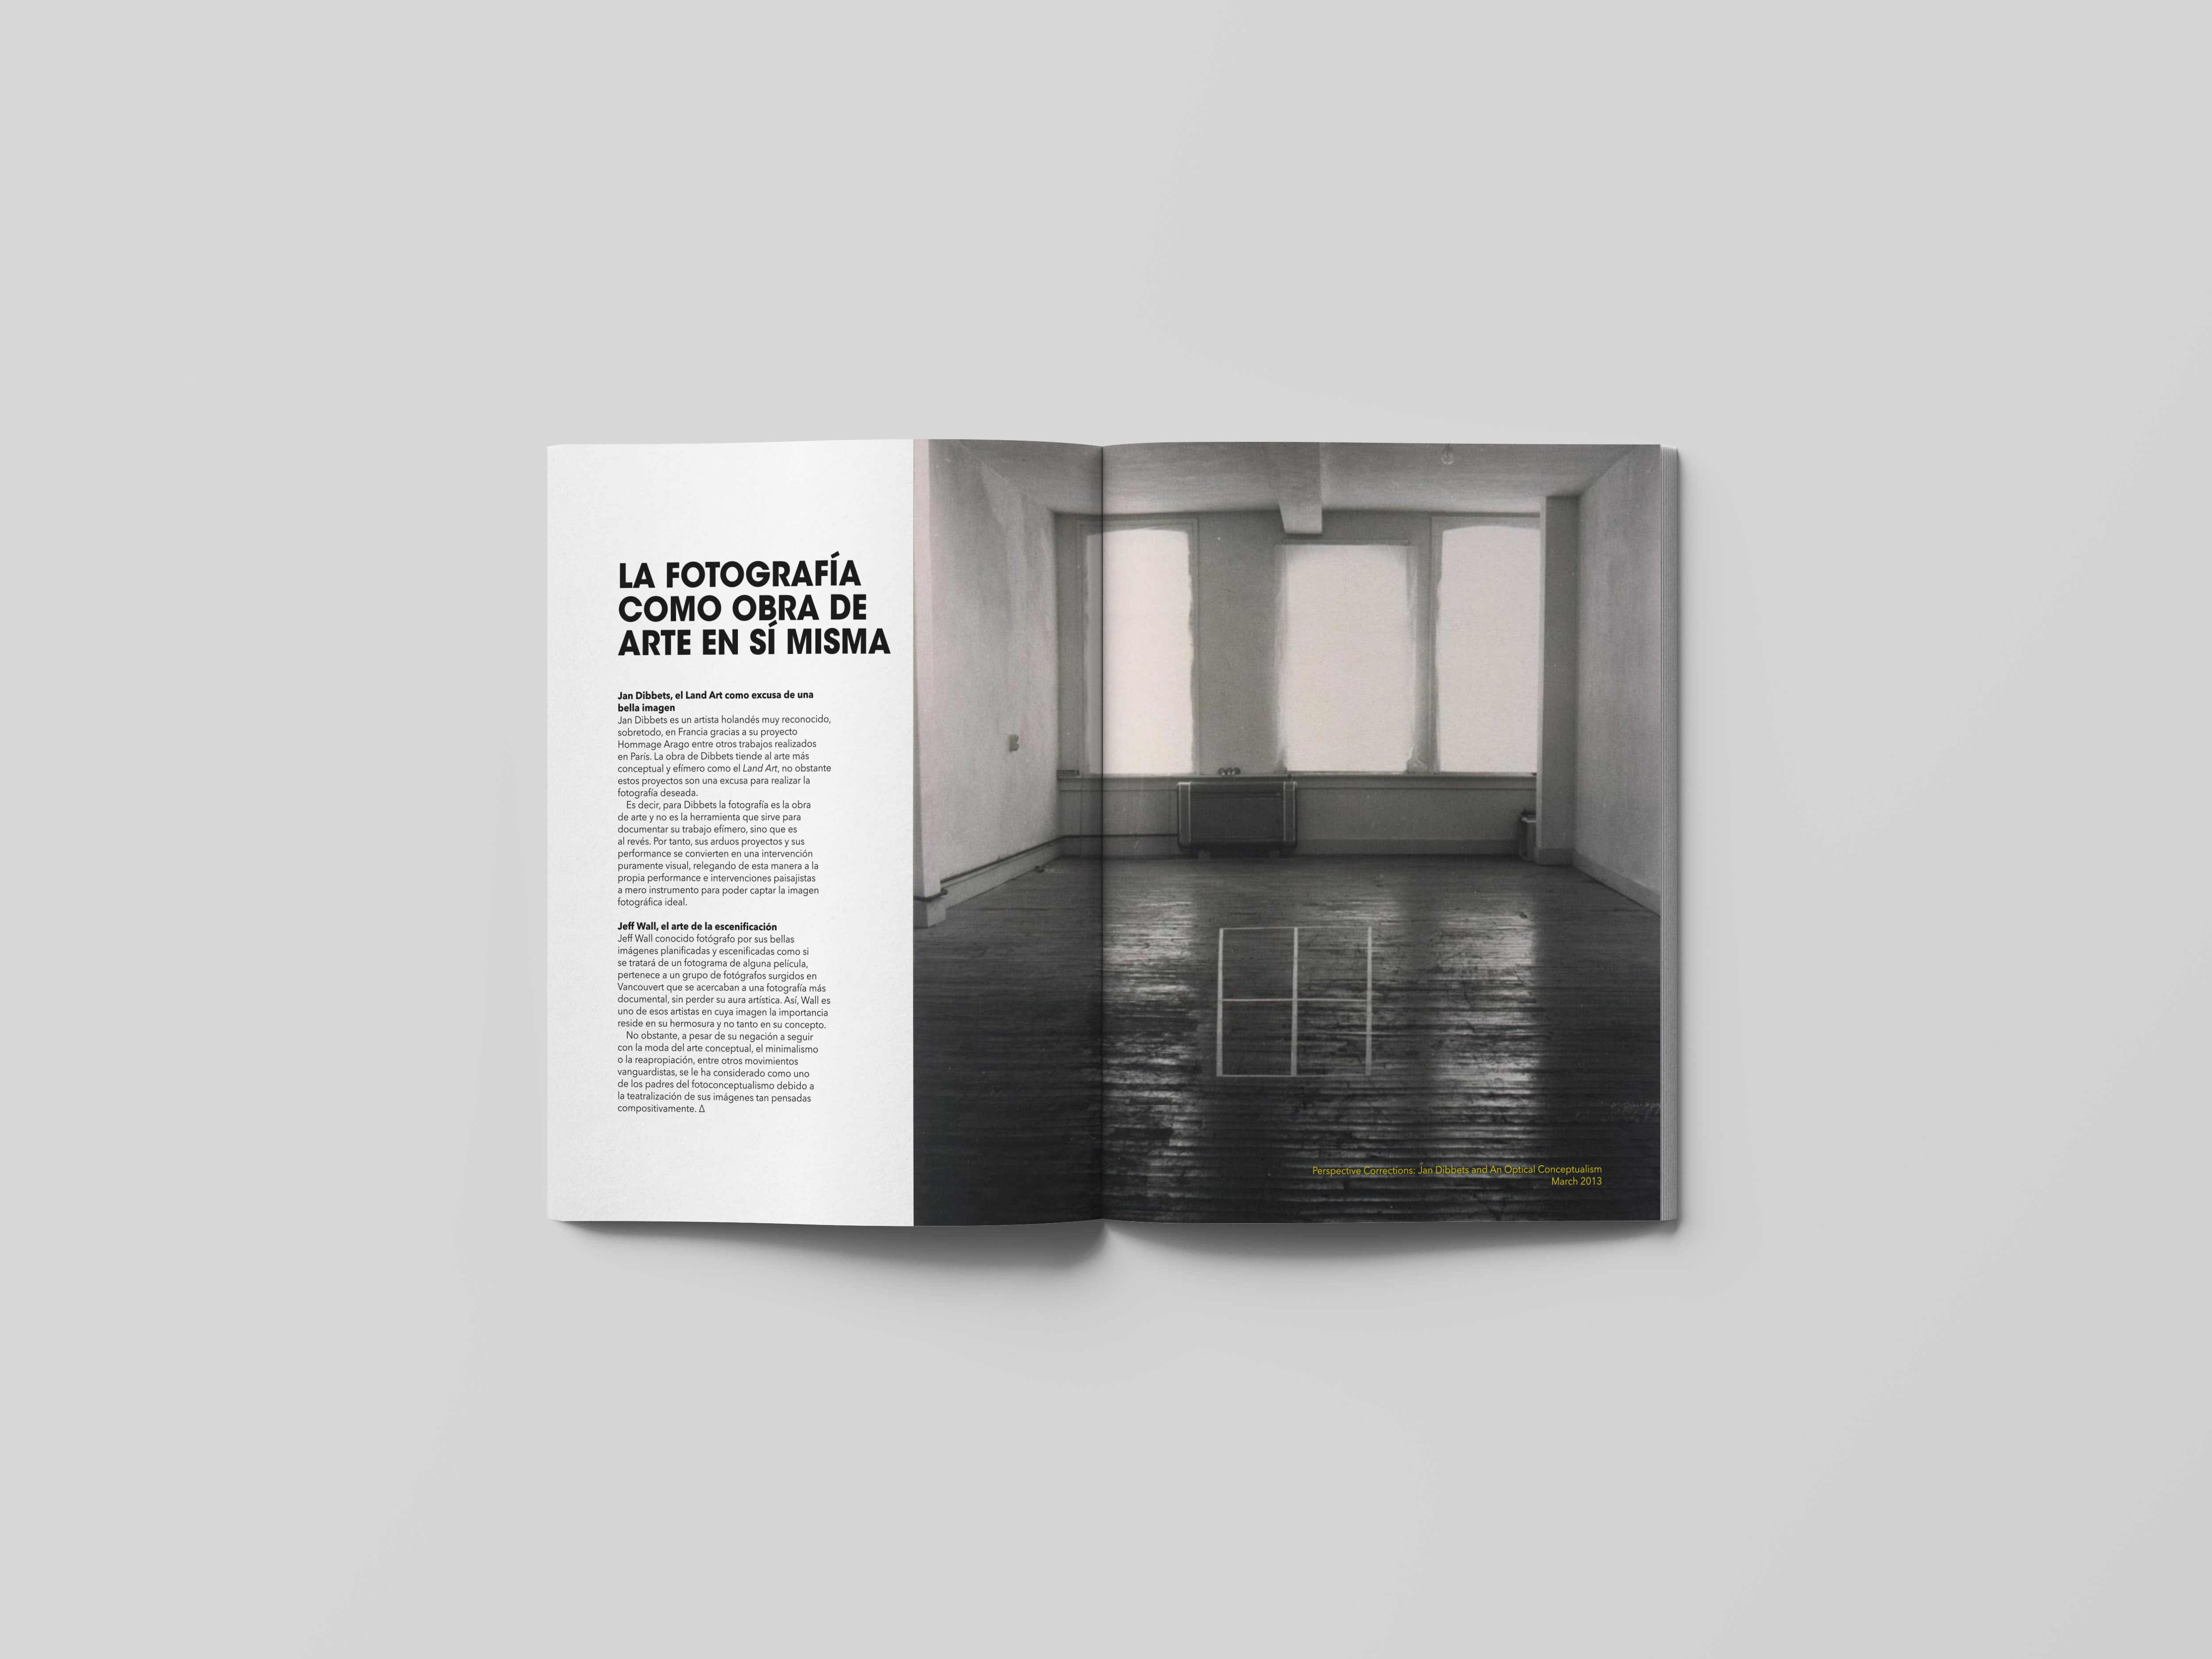 LA FOTOGRAFÍA
COMO OBRA DE
ARTE EN SÍ MISMA
Jan Dibbets, el Land Art como excusa de una
bella imagen
Jan Dibbets es un artista holandés muy reconocido,
sobretodo, en Francia gracias a su proyecto
Hommage Arago entre otros trabajos realizados
en París. La obra de Dibbets tiende al arte más
conceptual y efímero como el Land Art, no obstante
estos proyectos son una excusa para realizar la
fotografía deseada.
Es decir, para Dibbets la fotografía es la obra
de arte y no es la herramienta que sirve para
documentar su trabajo efímero, sino que es
al revés. Por tanto, sus arduos proyectos y sus
performance se convierten en una intervención
puramente visual, relegando de esta manera a la
propia performance e intervenciones paisajistas
a mero instrumento para poder captar la imagen
fotográfica ideal.
Jeff Wall, el arte de la escenificación
Jeff Wall conocido fotógrafo por sus bellas
imágenes planificadas y escenificadas como si
se tratará de un fotograma de alguna película,
pertenece a un grupo de fotógrafos surgidos en
Vancouvert que se acercaban a una fotografía más
documental, sin perder su aura artística. Así, Wall es
uno de esos artistas en cuya imagen la importancia
reside en su hermosura y no tanto en su concepto.
No obstante, a pesar de su negación a seguir
con la moda del arte conceptual, el minimalismo
o la reapropiación, entre otros movimientos
vanguardistas, se le ha considerado como uno
de los padres del fotoconceptualismo debido a
la teatralización de sus imágenes tan pensadas
compositivamente. Δ
Perspective Corrections: Jan Dibbets and An Optical Conceptualism
March 2013